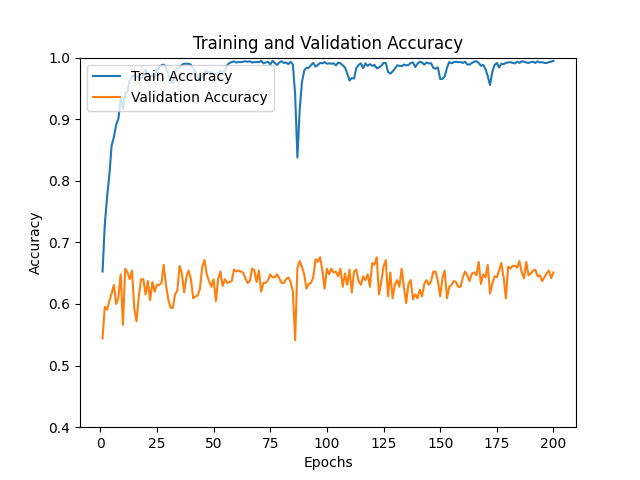 Training and Validation Accuracy
Train Accuracy
Validation Accuracy
Accuracy
1.0
0.9
0.8
0.7
0.6
0.5
0.4
0 25 50 75 100 125 150 175 200
Epochs